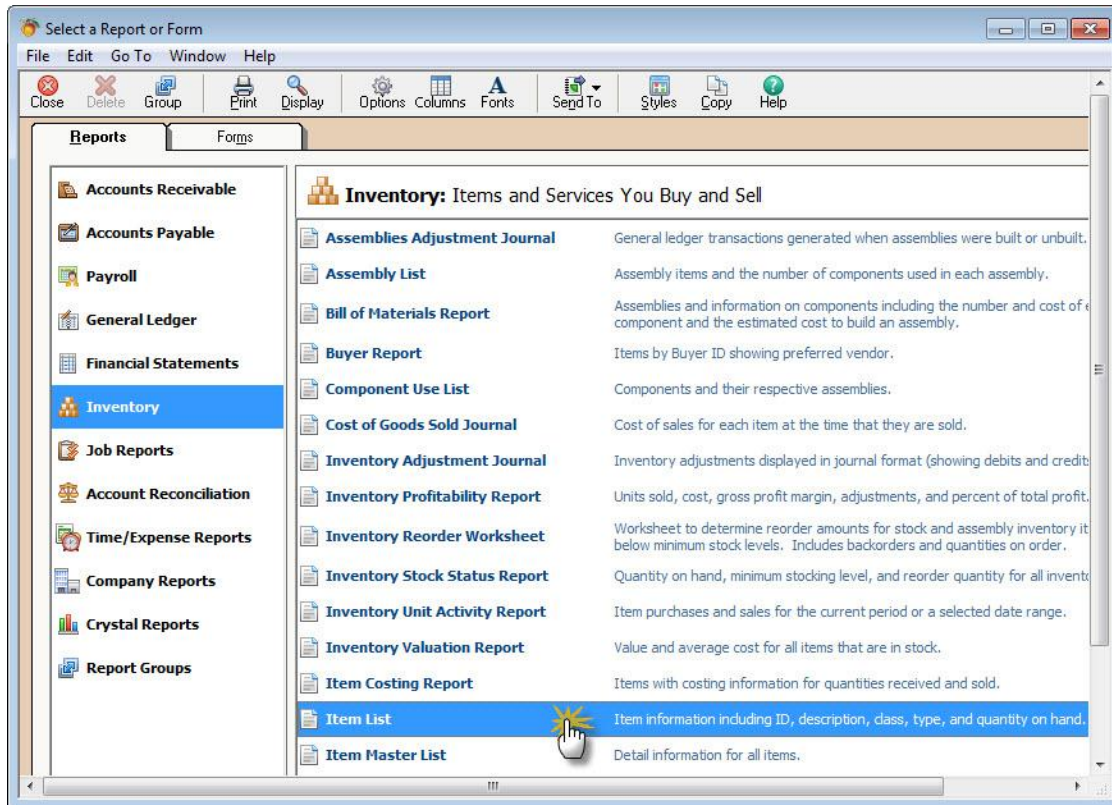 Select a Report or Form
File Edit Go To Window Help
Close Delete Group Print Display Options Columns Fonts Send To Styles Copy Help
Reports Forms
Accounts Receivable
Accounts Payable
Payroll
General Ledger
Financial Statements
Inventory
Job Reports
Account Reconciliation
Time/Expense Reports
Company Reports
Crystal Reports
Report Groups
Inventory: Items and Services You Buy and Sell
Assemblies Adjustment Journal General ledger transactions generated when assemblies were built or unbuilt.
Assembly List Assembly items and the number of components used in each assembly.
Bill of Materials Report Assemblies and information on components including the number and cost of
component and the estimated cost to build an assembly.
Buyer Report Items by Buyer ID showing preferred vendor.
Component Use List Components and their respective assemblies.
Cost of Goods Sold Journal Cost of sales for each item at the time that they are sold.
Inventory Adjustment Journal Inventory adjustments displayed in journal format (showing debits and credits
Inventory Profitability Report Units sold, cost, gross profit margin, adjustments, and percent of total profit.
Inventory Reorder Worksheet Worksheet to determine reorder amounts for stock and assembly inventory it
below minimum stock levels. Includes backorders and quantities on order.
Inventory Stock Status Report Quantity on hand, minimum stocking level, and reorder quantity for all
Inventory Unit Activity Report Item purchases and sales for the current period or a selected date range.
Inventory Valuation Report Value and average cost for all items that are in stock.
Item Costing Report Items with costing information for quantities received and sold.
Item List Item information including ID, description, class, type, and quantity on hand.
Item Master List Detail information for all items.